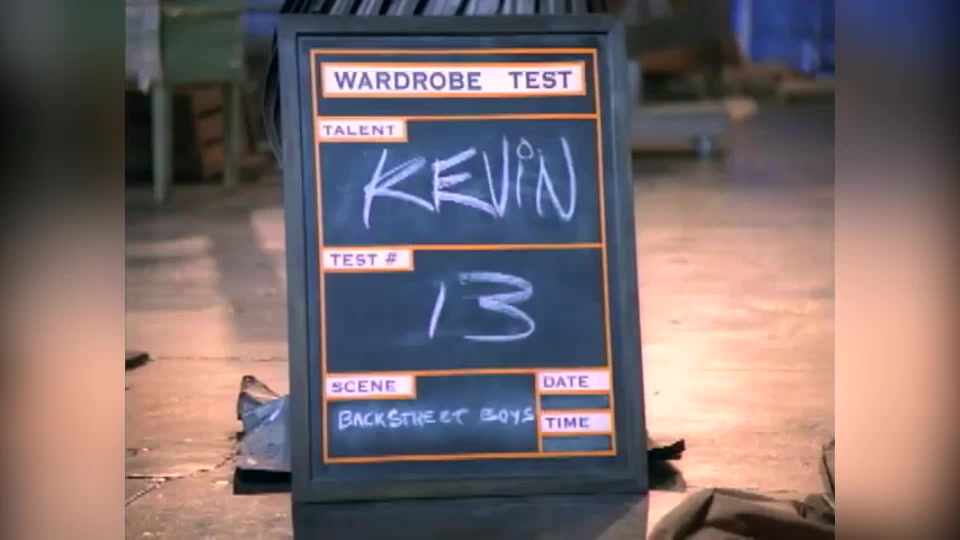 WARDROBE TEST
TALENT
KEViN
TEST #
13
SCENE
BACKSTREET BOYS
DATE
TIME